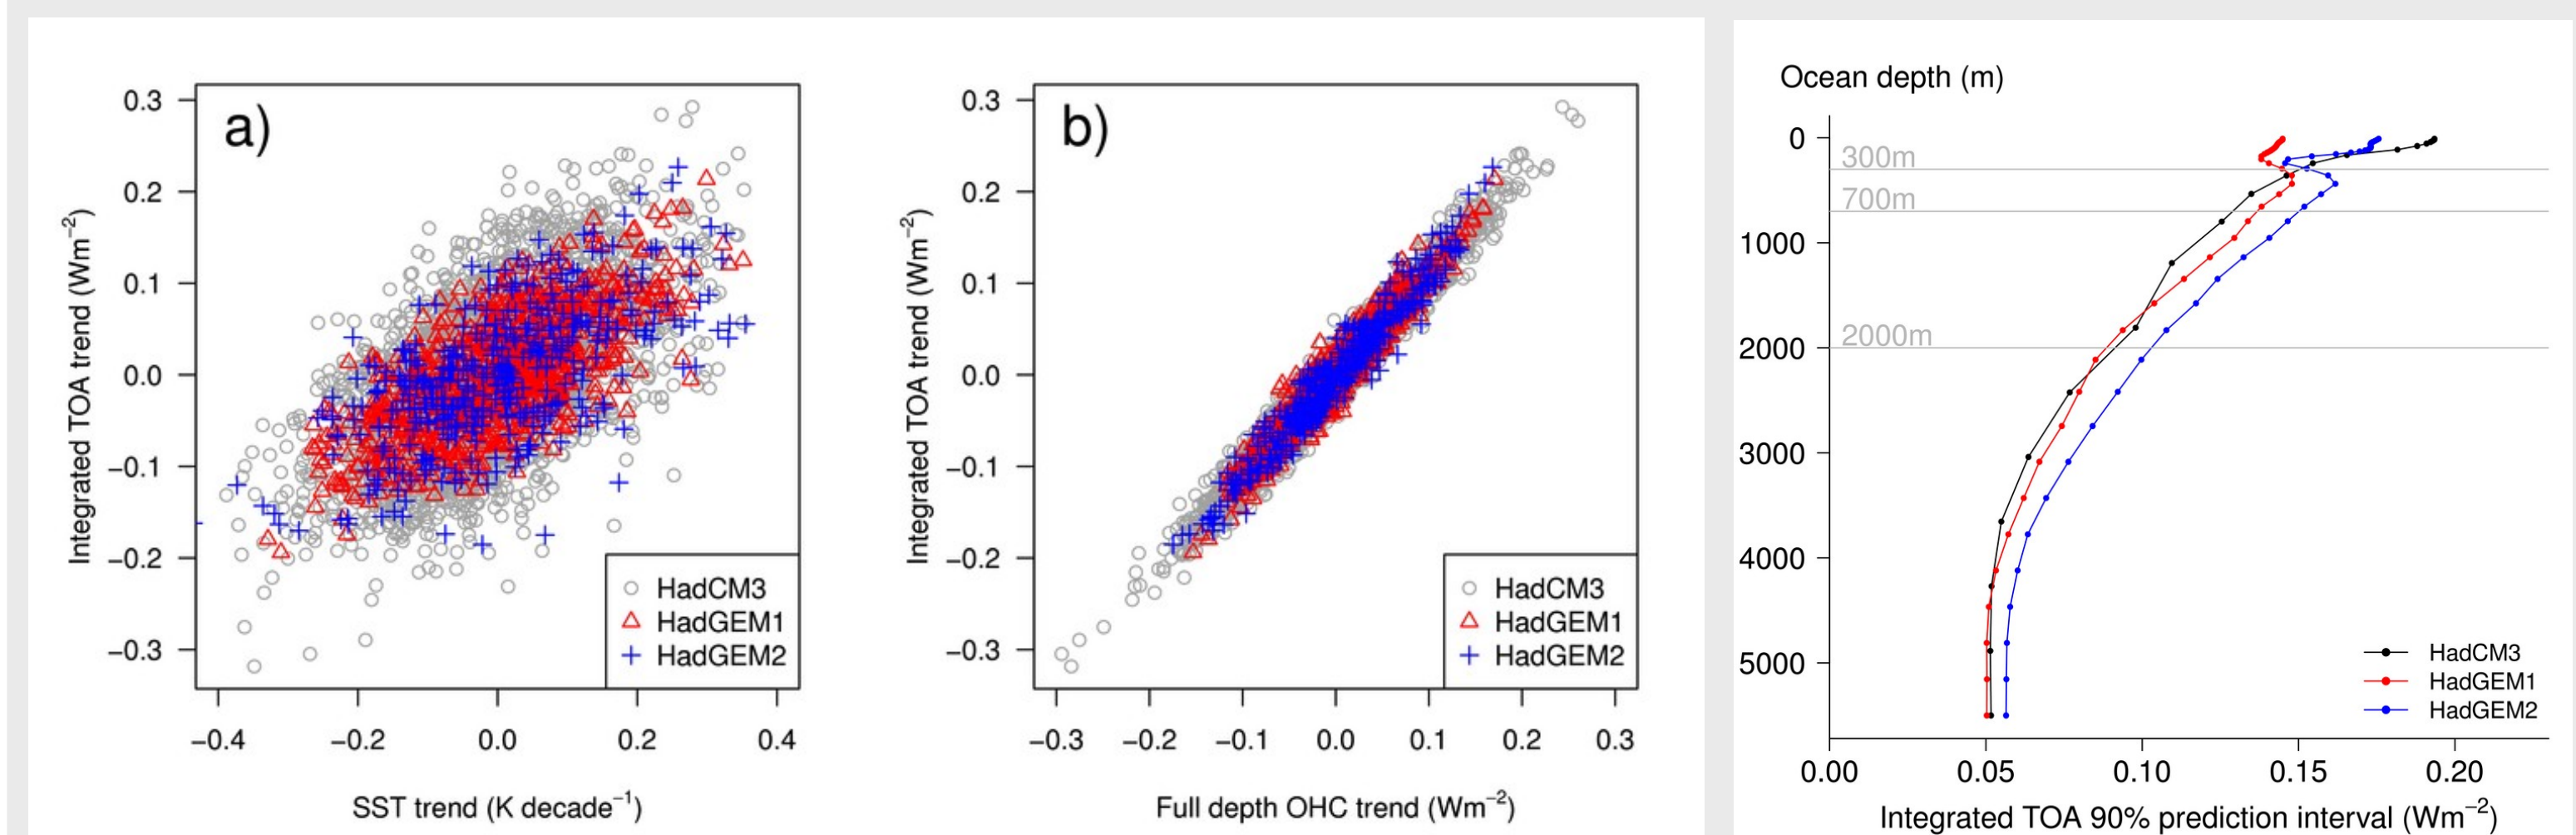 a)
0.3
0.2
0.1
0.0
−0.1
−0.2
−0.3
Integrated TOA trend (Wm⁻²)
HadCM3
HadGEM1
HadGEM2
−0.4 −0.2 0.0 0.2 0.4
SST trend (K decade⁻¹)
b)
0.3
0.2
0.1
0.0
−0.1
−0.2
−0.3
Integrated TOA trend (Wm⁻²)
HadCM3
HadGEM1
HadGEM2
−0.3 −0.2 −0.1 0.0 0.1 0.2 0.3
Full depth OHC trend (Wm⁻²)
Ocean depth (m)
0
300m
700m
1000
2000m
2000
3000
4000
5000
HadCM3
HadGEM1
HadGEM2
0.00 0.05 0.10 0.15 0.20
Integrated TOA 90% prediction interval (Wm⁻²)